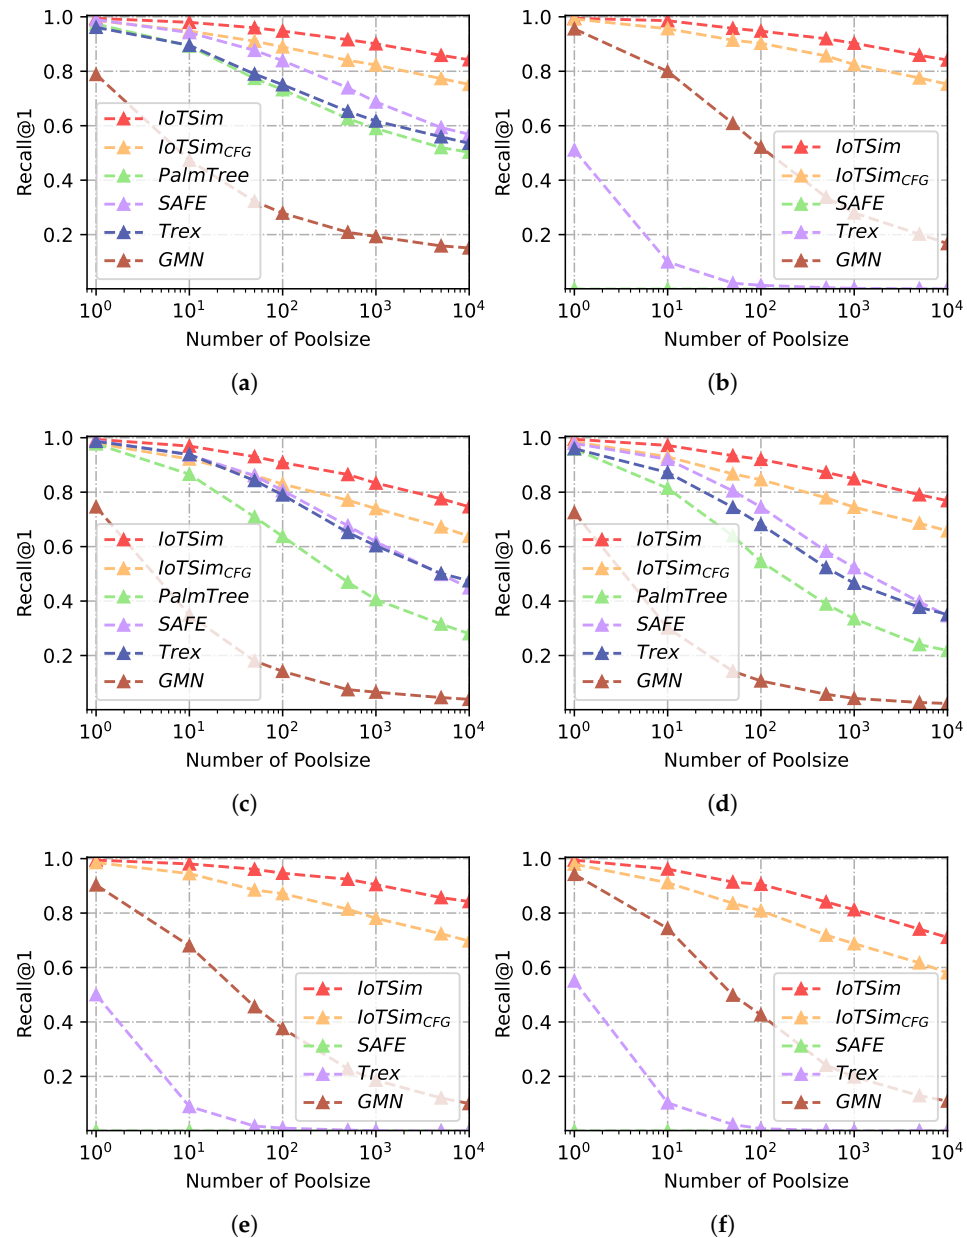 1.0
0.8
0.6
0.4
0.2
Recall@1
IoTSim
IoTSim_CFG
PalmTree
SAFE
Trex
GMN
10^0 10^1 10^2 10^3 10^4
Number of Poolsize
(a)
1.0
0.8
0.6
0.4
0.2
Recall@1
IoTSim
IoTSim_CFG
SAFE
Trex
GMN
10^0 10^1 10^2 10^3 10^4
Number of Poolsize
(b)
1.0
0.8
0.6
0.4
0.2
Recall@1
IoTSim
IoTSim_CFG
PalmTree
SAFE
Trex
GMN
10^0 10^1 10^2 10^3 10^4
Number of Poolsize
(c)
1.0
0.8
0.6
0.4
0.2
Recall@1
IoTSim
IoTSim_CFG
PalmTree
SAFE
Trex
GMN
10^0 10^1 10^2 10^3 10^4
Number of Poolsize
(d)
1.0
0.8
0.6
0.4
0.2
Recall@1
IoTSim
IoTSim_CFG
SAFE
Trex
GMN
10^0 10^1 10^2 10^3 10^4
Number of Poolsize
(e)
1.0
0.8
0.6
0.4
0.2
Recall@1
IoTSim
IoTSim_CFG
SAFE
Trex
GMN
10^0 10^1 10^2 10^3 10^4
Number of Poolsize
(f)